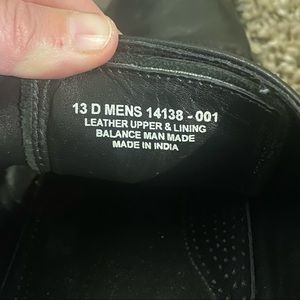 13 D MENS 14138 - 001
LEATHER UPPER & LINING
BALANCE MAN MADE
MADE IN INDIA